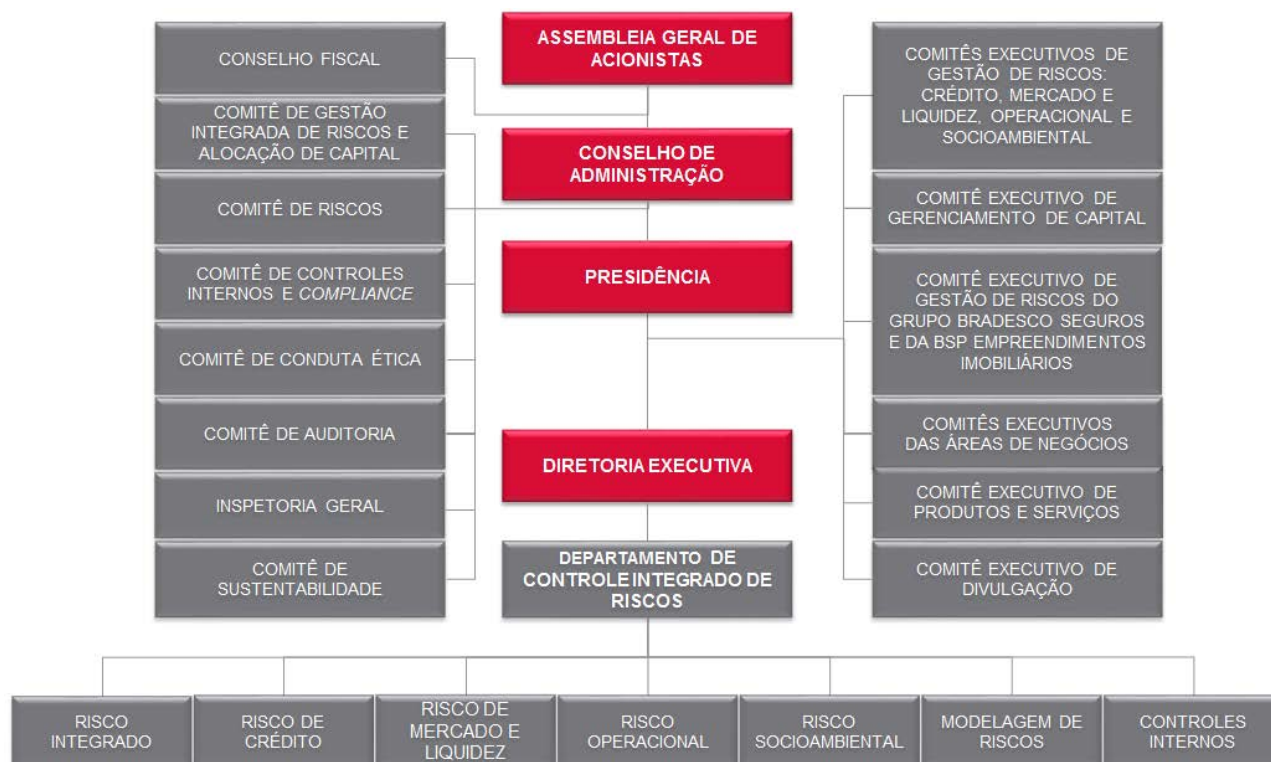 ASSEMBLEIA GERAL DE
ACIONISTAS
CONSELHO DE
ADMINISTRAÇÃO
PRESIDÊNCIA
DIRETORIA EXECUTIVA
DEPARTAMENTO DE
CONTROLE INTEGRADO DE
RISCOS
CONSELHO FISCAL
COMITÊ DE GESTÃO
INTEGRADA DE RISCOS E
ALOCAÇÃO DE CAPITAL
COMITÊ DE RISCOS
COMITÊ DE CONTROLES
INTERNOS E COMPLIANCE
COMITÊ DE CONDUTA ÉTICA
COMITÊ DE AUDITORIA
INSPETORIA GERAL
COMITÊ DE
SUSTENTABILIDADE
COMITÊS EXECUTIVOS DE
GESTÃO DE RISCOS:
CRÉDITO, MERCADO E
LIQUIDEZ, OPERACIONAL E
SOCIOAMBIENTAL
COMITÊ EXECUTIVO DE
GERENCIAMENTO DE CAPITAL
COMITÊ EXECUTIVO DE
GESTÃO DE RISCOS DO
GRUPO BRADESCO SEGUROS
E DA BSP EMPREENDIMENTOS
IMOBILIÁRIOS
COMITÊS EXECUTIVOS
DAS ÁREAS DE NEGÓCIOS
COMITÊ EXECUTIVO DE
PRODUTOS E SERVIÇOS
COMITÊ EXECUTIVO DE
DIVULGAÇÃO
RISCO
INTEGRADO
RISCO DE
CRÉDITO
RISCO DE
MERCADO E
LIQUIDEZ
RISCO
OPERACIONAL
RISCO
SOCIOAMBIENTAL
MODELAGEM DE
RISCOS
CONTROLES
INTERNOS